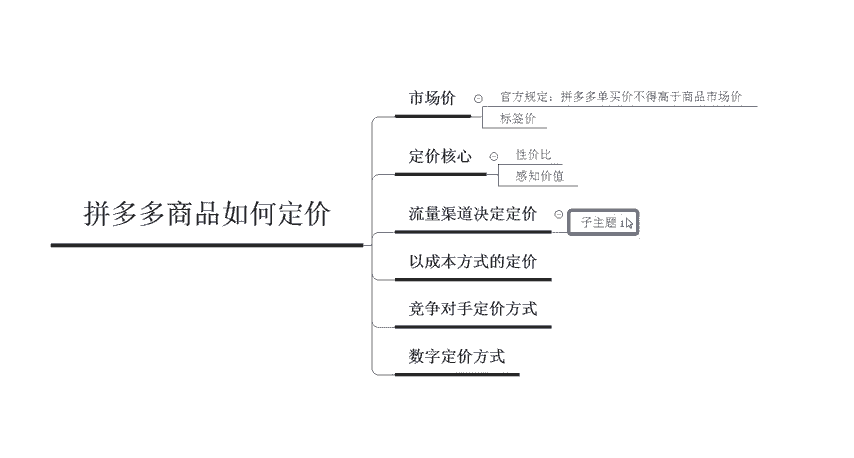 拼多多商品如何定价
市场价
官方规定：拼多多单买价不得高于商品市场价
标签价
定价核心
性价比
感知价值
流量渠道决定定价
子主题 1
以成本方式的定价
竞争对手定价方式
数字定价方式